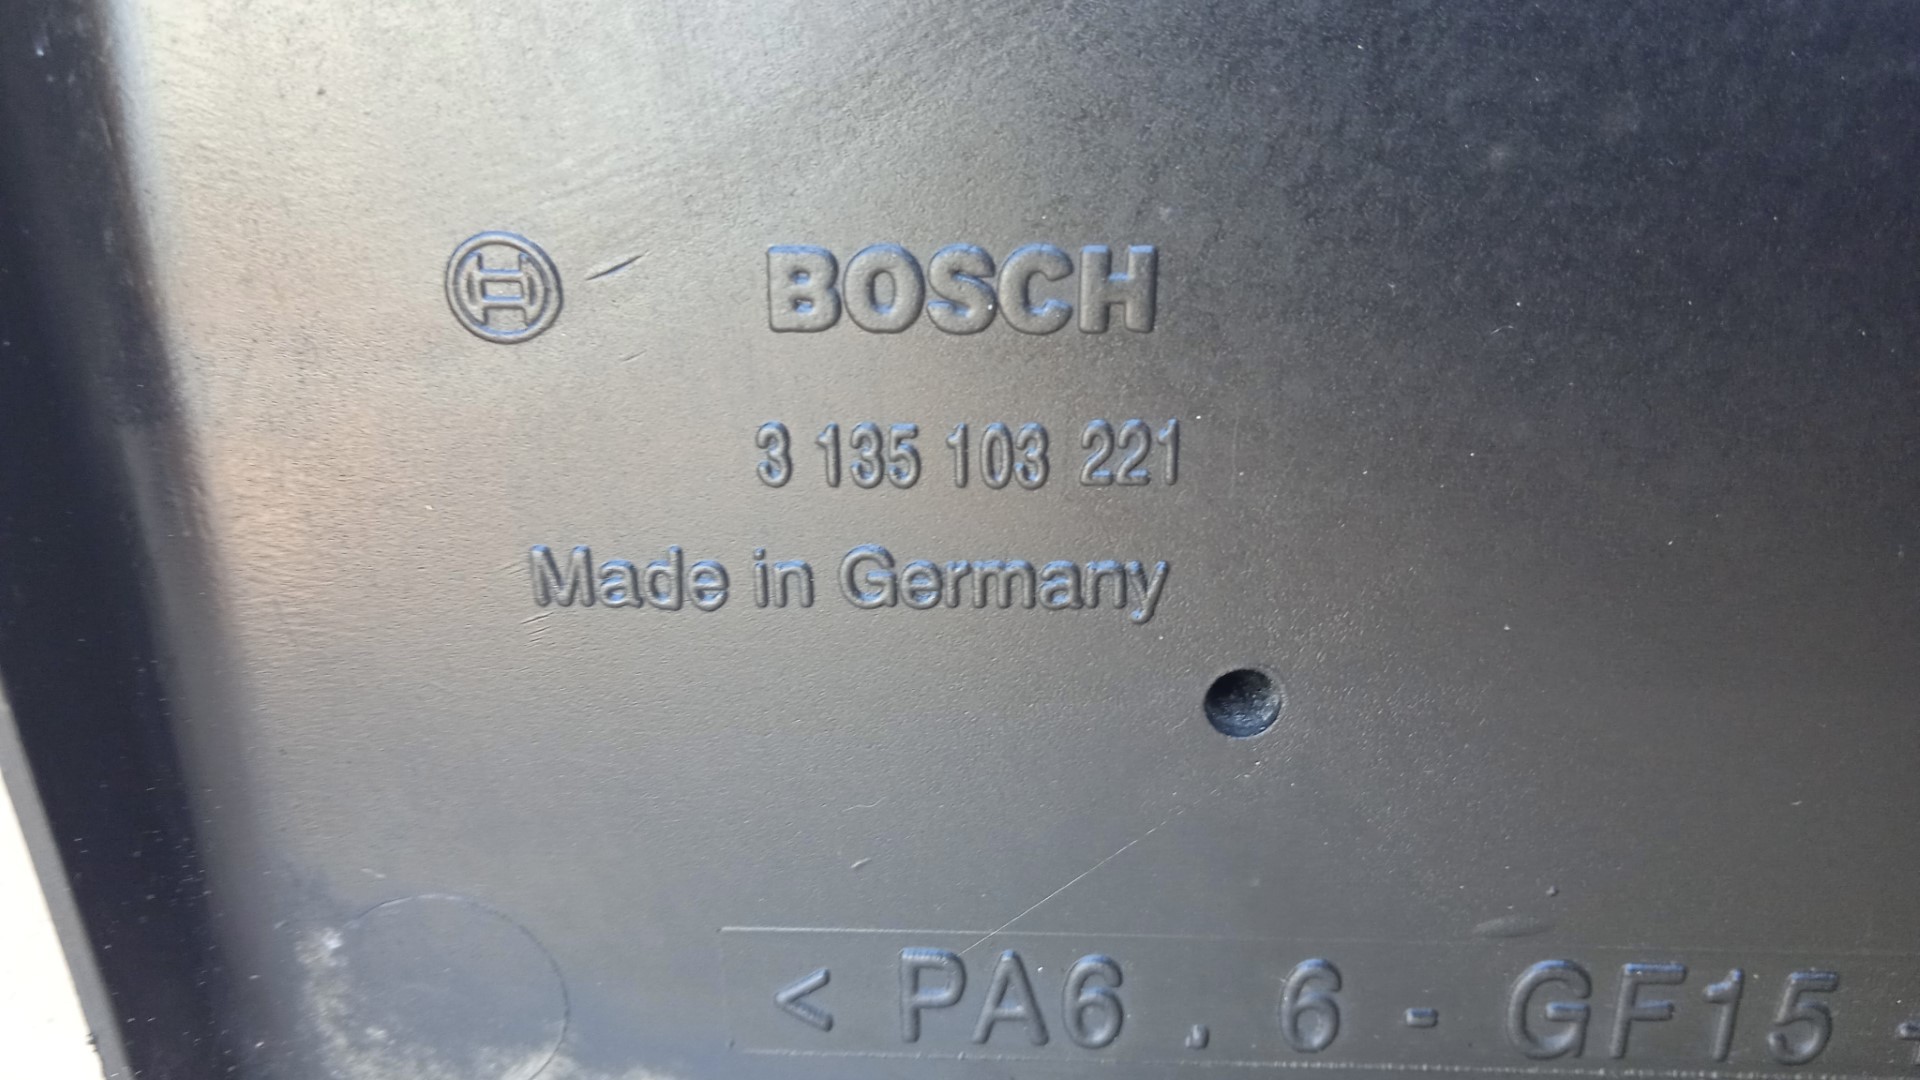 BOSCH
3 135 103 221
Made in Germany
< PA6 . 6 - GF15 +